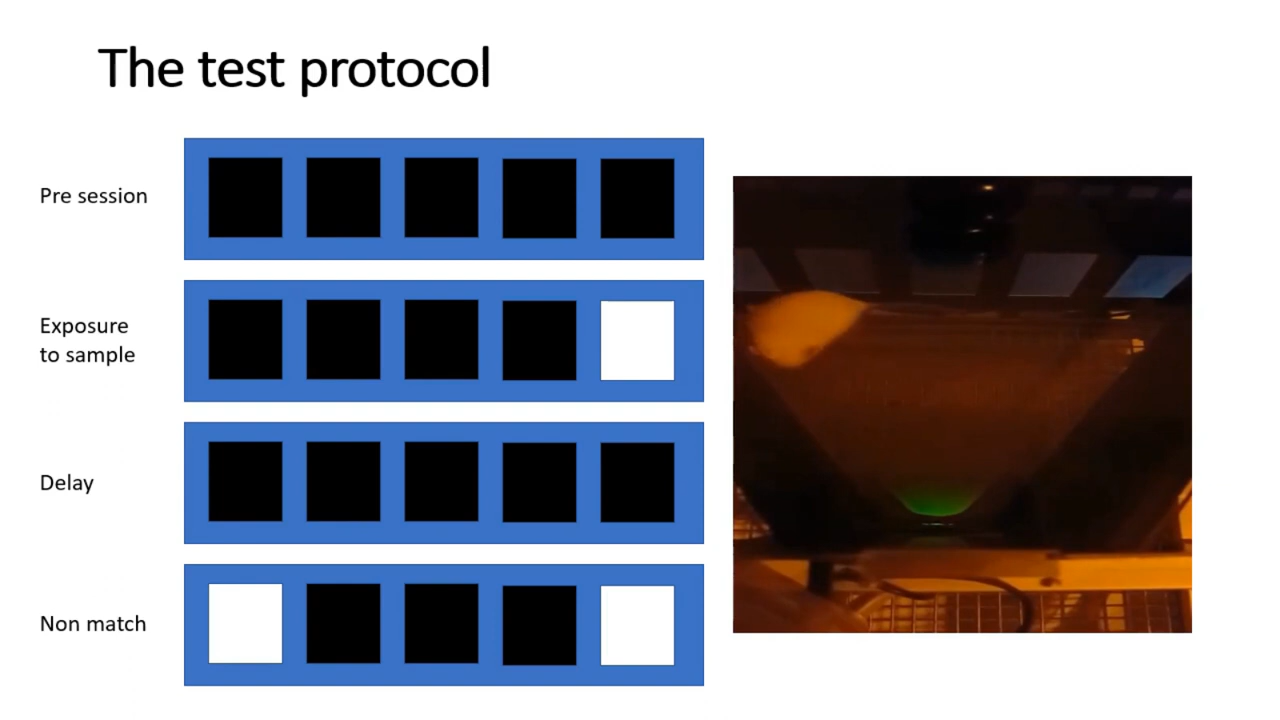 The test protocol
Pre session
Exposure
to sample
Delay
Non match